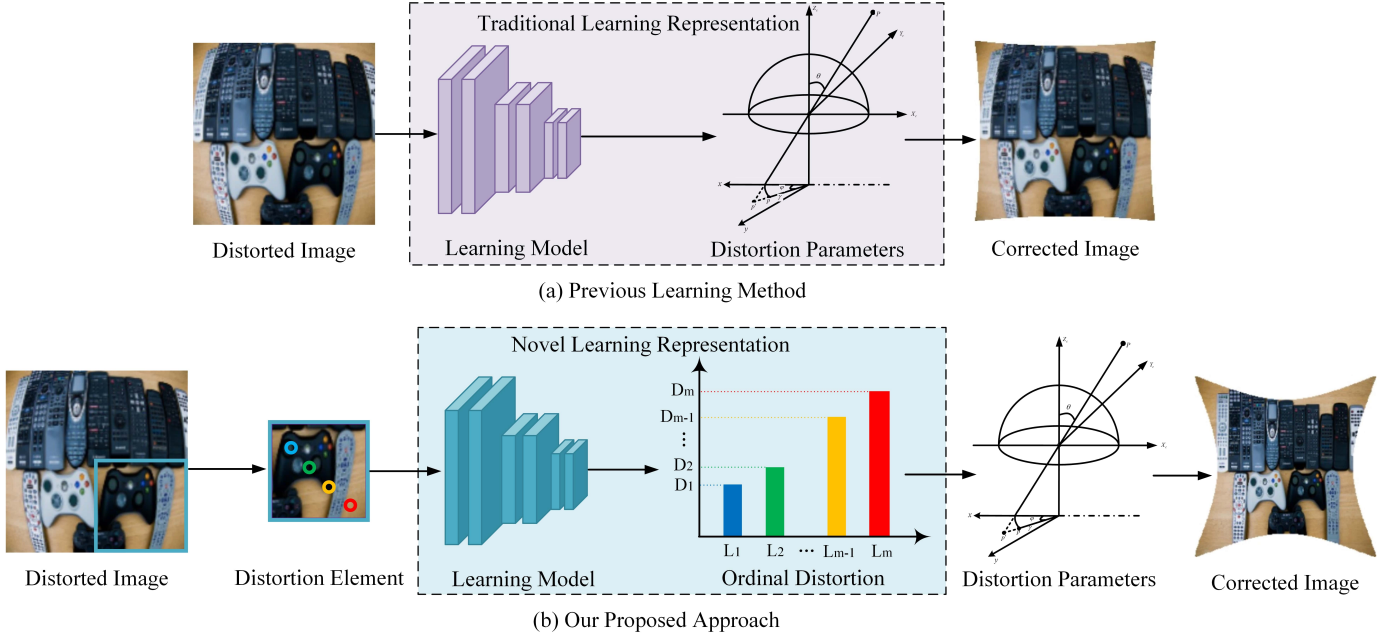 Traditional Learning Representation
Distorted Image
Learning Model
Distortion Parameters
Corrected Image
(a) Previous Learning Method
Novel Learning Representation
Dm
Dm-1
D2
D1
L1 L2 ··· Lm-1 Lm
Distorted Image
Distortion Element
Learning Model
Ordinal Distortion
Distortion Parameters
Corrected Image
(b) Our Proposed Approach